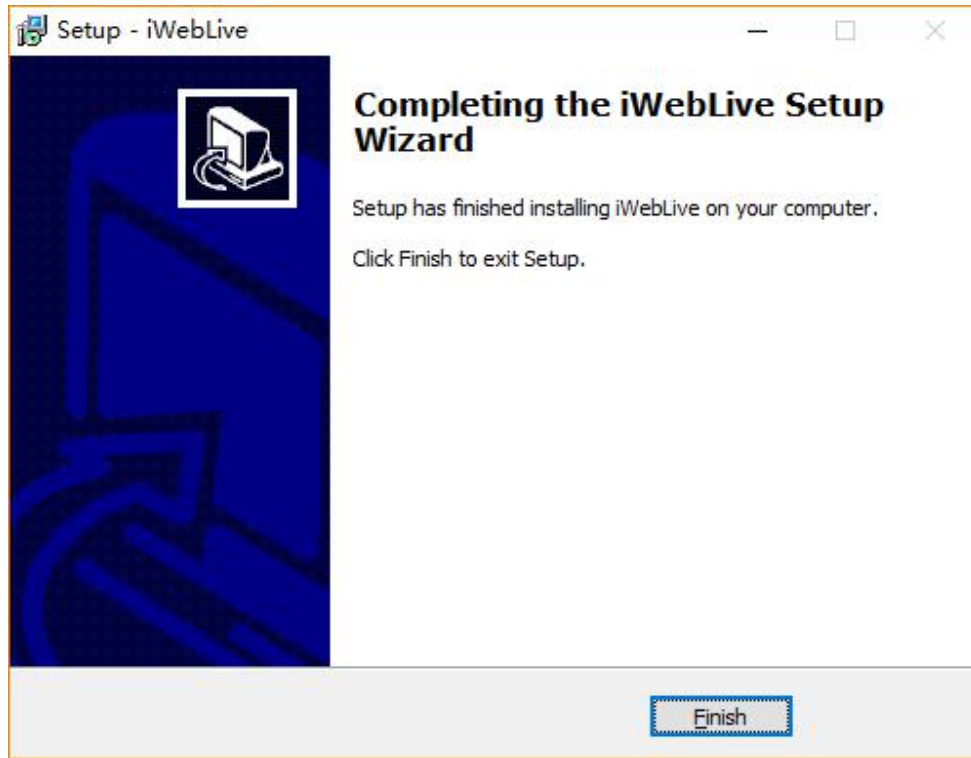 Setup - iWebLive
Completing the iWebLive Setup
Wizard
Setup has finished installing iWebLive on your computer.
Click Finish to exit Setup.
Finish